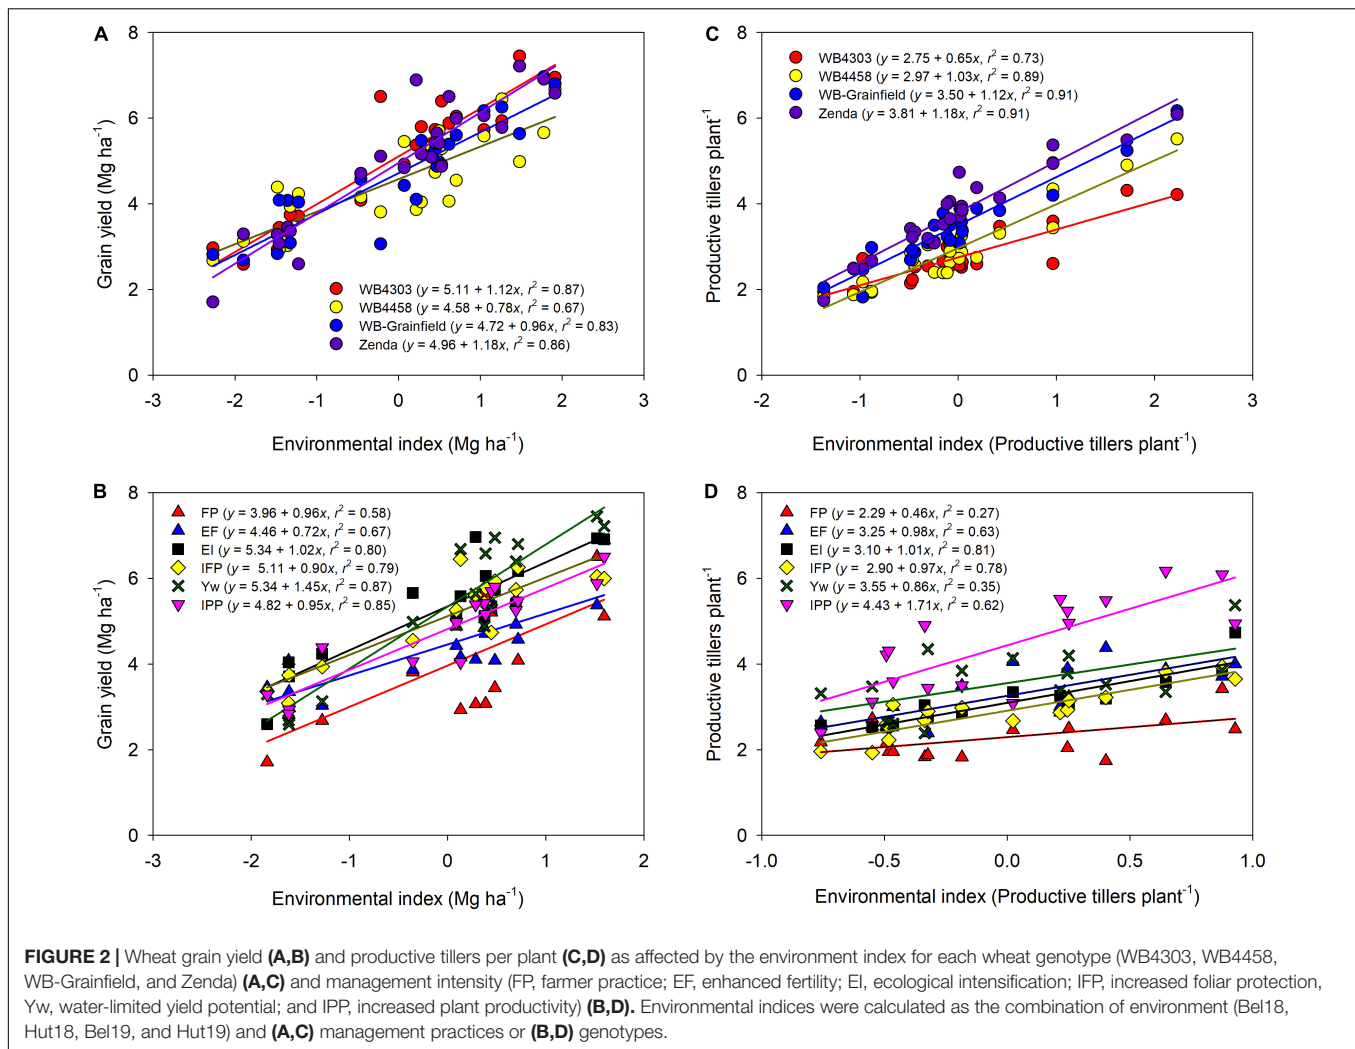 A
8
6
4
2
0
Grain yield (Mg ha-1)
WB4303 (y = 5.11 + 1.12x, r2 = 0.87)
WB4458 (y = 4.58 + 0.78x, r2 = 0.67)
WB-Grainfield (y = 4.72 + 0.96x, r2 = 0.83)
Zenda (y = 4.96 + 1.18x, r2 = 0.86)
-3 -2 -1 0 1 2 3
Environmental index (Mg ha-1)
C
8
6
4
2
0
Productive tillers plant-1
WB4303 (y = 2.75 + 0.65x, r2 = 0.73)
WB4458 (y = 2.97 + 1.03x, r2 = 0.89)
WB-Grainfield (y = 3.50 + 1.12x, r2 = 0.91)
Zenda (y = 3.81 + 1.18x, r2 = 0.91)
-2 -1 0 1 2 3
Environmental index (Productive tillers plant-1)
B
8
6
4
2
0
Grain yield (Mg ha-1)
FP (y = 3.96 + 0.96x, r2 = 0.58)
EF (y = 4.46 + 0.72x, r2 = 0.67)
EI (y = 5.34 + 1.02x, r2 = 0.80)
IFP (y = 5.11 + 0.90x, r2 = 0.79)
Yw (y = 5.34 + 1.45x, r2 = 0.87)
IPP (y = 4.82 + 0.95x, r2 = 0.85)
-3 -2 -1 0 1 2
Environmental index (Mg ha-1)
D
8
6
4
2
0
Productive tillers plant-1
FP (y = 2.29 + 0.46x, r2 = 0.27)
EF (y = 3.25 + 0.98x, r2 = 0.63)
EI (y = 3.10 + 1.01x, r2 = 0.81)
IFP (y = 2.90 + 0.97x, r2 = 0.78)
Yw (y = 3.55 + 0.86x, r2 = 0.35)
IPP (y = 4.43 + 1.71x, r2 = 0.62)
-1.0 -0.5 0.0 0.5 1.0
Environmental index (Productive tillers plant-1)
FIGURE 2 | Wheat grain yield (A,B) and productive tillers per plant (C,D) as affected by the environment index for each wheat genotype (WB4303, WB4458,
WB-Grainfield, and Zenda) (A,C) and management intensity (FP, farmer practice; EF, enhanced fertility; EI, ecological intensification; IFP, increased foliar protection,
Yw, water-limited yield potential; and IPP, increased plant productivity) (B,D). Environmental indices were calculated as the combination of environment (Bel18,
Hut18, Bel19, and Hut19) and (A,C) management practices or (B,D) genotypes.